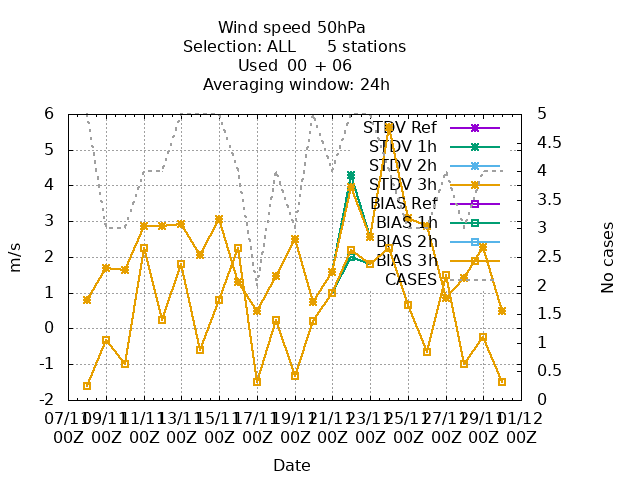 Wind speed 50hPa
Selection: ALL 5 stations
Used 00 + 06
Averaging window: 24h
6
5
4
3
2
1
0
-1
-2
m/s
5
4.5
4
3.5
3
2.5
2
1.5
1
0.5
0
No cases
STDV Ref
STDV 1h
STDV 2h
STDV 3h
BIAS Ref
BIAS 1h
BIAS 2h
BIAS 3h
CASES
07/11 09/11 11/11 13/11 15/11 17/11 19/11 21/11 23/11 25/11 27/11 29/11 01/12
00Z 00Z 00Z 00Z 00Z 00Z 00Z 00Z 00Z 00Z 00Z 00Z 00Z
Date